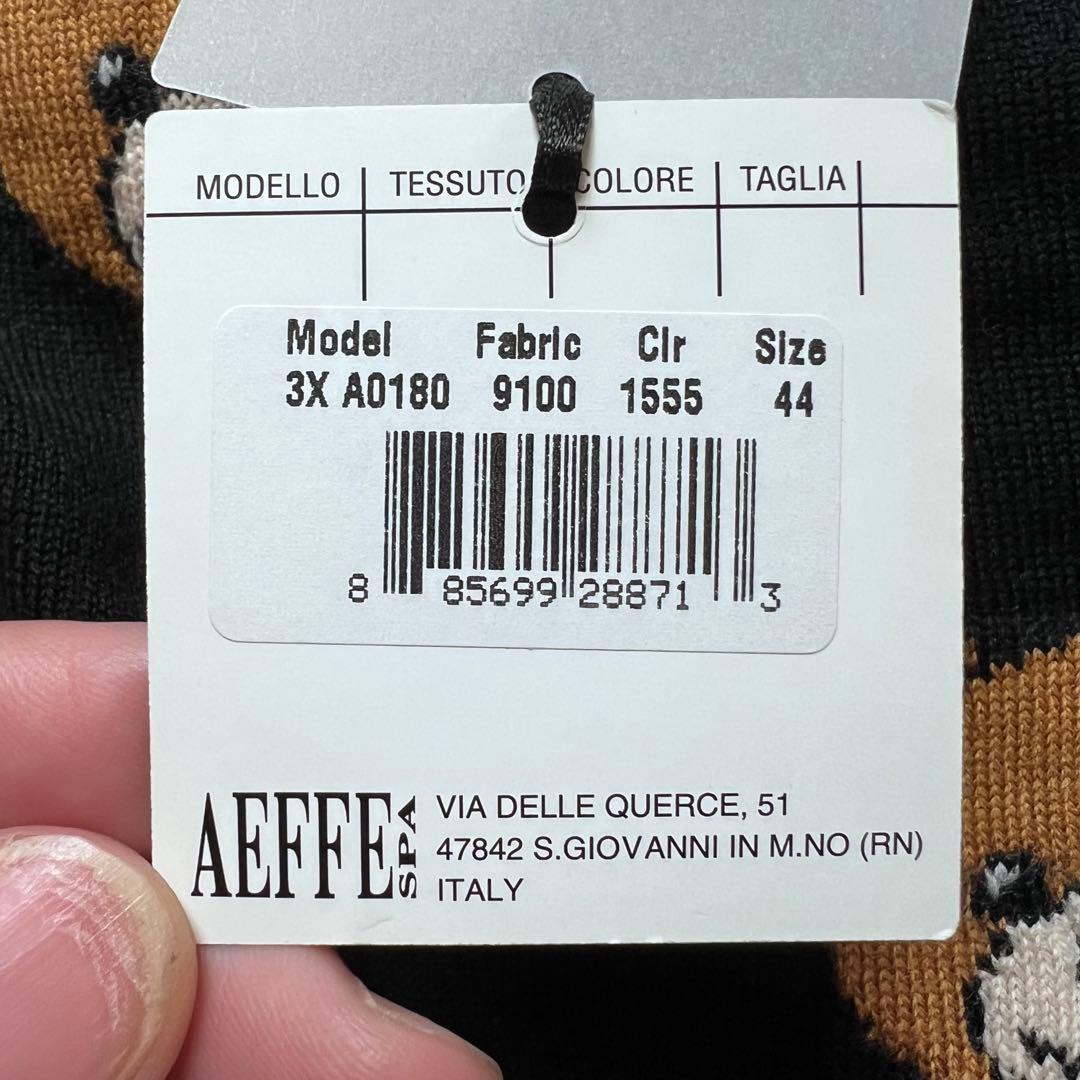 MODELLO TESSUTO COLORE TAGLIA
Model Fabric Clr Size
3X A0180 9100 1555 44
8 85699 28871 3
AEFFE SPA
VIA DELLE QUERCE, 51
47842 S.GIOVANNI IN M.NO (RN)
ITALY